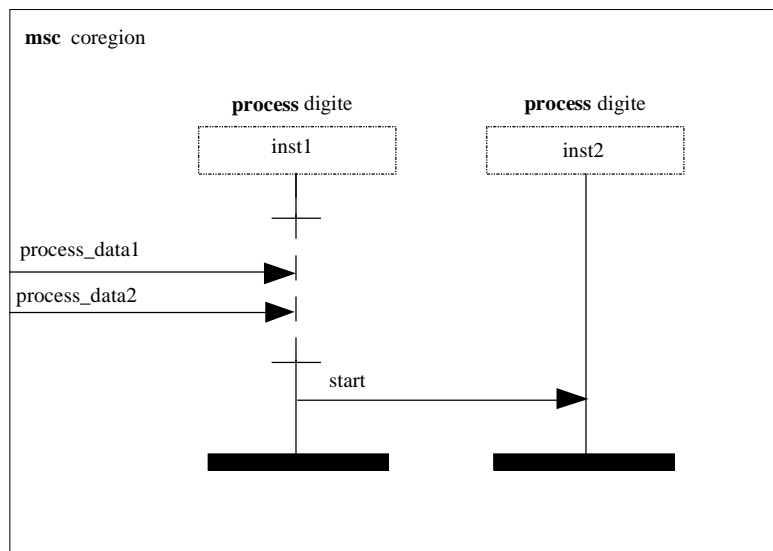 msc coregion
process digite
process digite
inst1
inst2
process_data1
process_data2
start